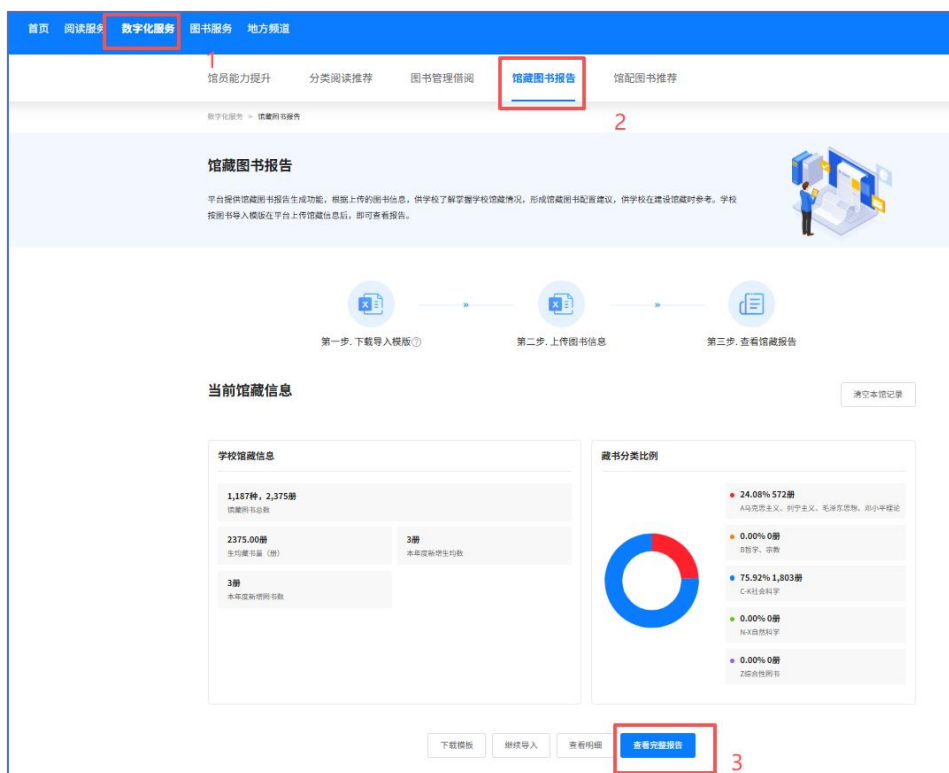 首页 阅读服务 数字化服务 图书服务 地方频道
1
馆员能力提升 分类阅读推荐 图书管理借阅 馆藏图书报告 馆配图书推荐
2
数字化服务 > 馆藏图书报告
馆藏图书报告
平台提供馆藏图书报告生成功能，根据上传的图书信息，供学校了解掌握学校馆藏情况，形成馆藏图书配置建议，供学校在建设馆藏时参考。学校
按图书导入模版在平台上传馆藏信息后，即可查看报告。
第一步. 下载导入模版? » 第二步. 上传图书信息 » 第三步. 查看馆藏报告
当前馆藏信息
清空本馆记录
学校馆藏信息
1,187种，2,375册
馆藏图书总数
2375.00册
生均藏书量（册）
3册
本年度新增生均数
3册
本年度新增图书数
藏书分类比例
24.08% 572册
A马克思主义、列宁主义、毛泽东思想、邓小平理论
0.00% 0册
B哲学、宗教
75.92% 1,803册
C-K社会科学
0.00% 0册
N-X自然科学
0.00% 0册
Z综合性图书
下载模板 继续导入 查看明细 查看完整报告
3